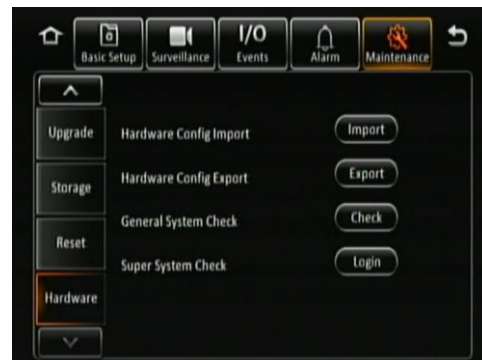 Basic Setup
Surveillance
I/O
Events
Alarm
Maintenance
Upgrade
Storage
Reset
Hardware
Hardware Config Import
Import
Hardware Config Export
Export
General System Check
Check
Super System Check
Login